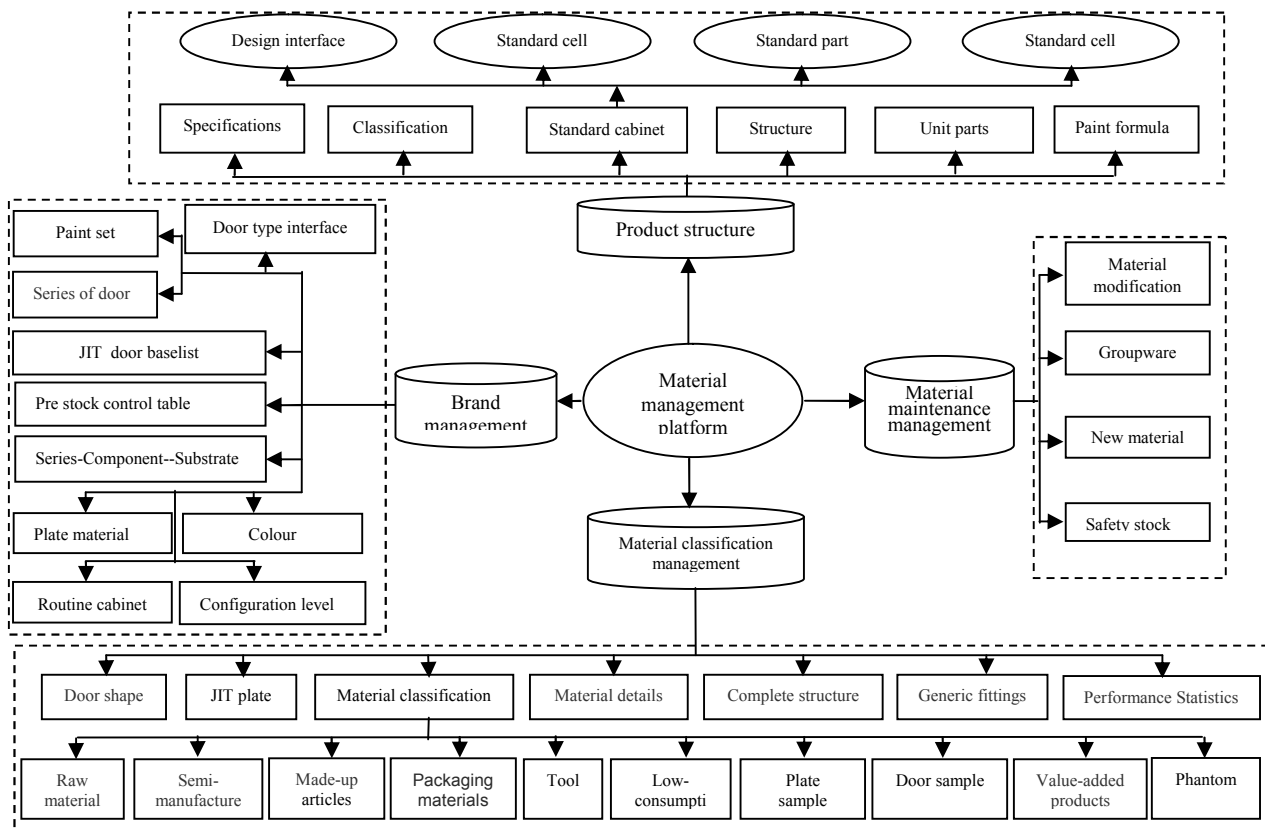 Design interface
Standard cell
Standard part
Standard cell
Specifications
Classification
Standard cabinet
Structure
Unit parts
Paint formula
Product structure
Paint set
Door type interface
Series of door
JIT door baselist
Pre stock control table
Series-Component--Substrate
Plate material
Colour
Routine cabinet
Configuration level
Brand
management
Material
management
platform
Material
maintenance
management
Material
modification
Groupware
New material
Safety stock
Material classification
management
Door shape
JIT plate
Material classification
Material details
Complete structure
Generic fittings
Performance Statistics
Raw
material
Semi-
manufacture
Made-up
articles
Packaging
materials
Tool
Low-
consumpti
Plate
sample
Door sample
Value-added
products
Phantom